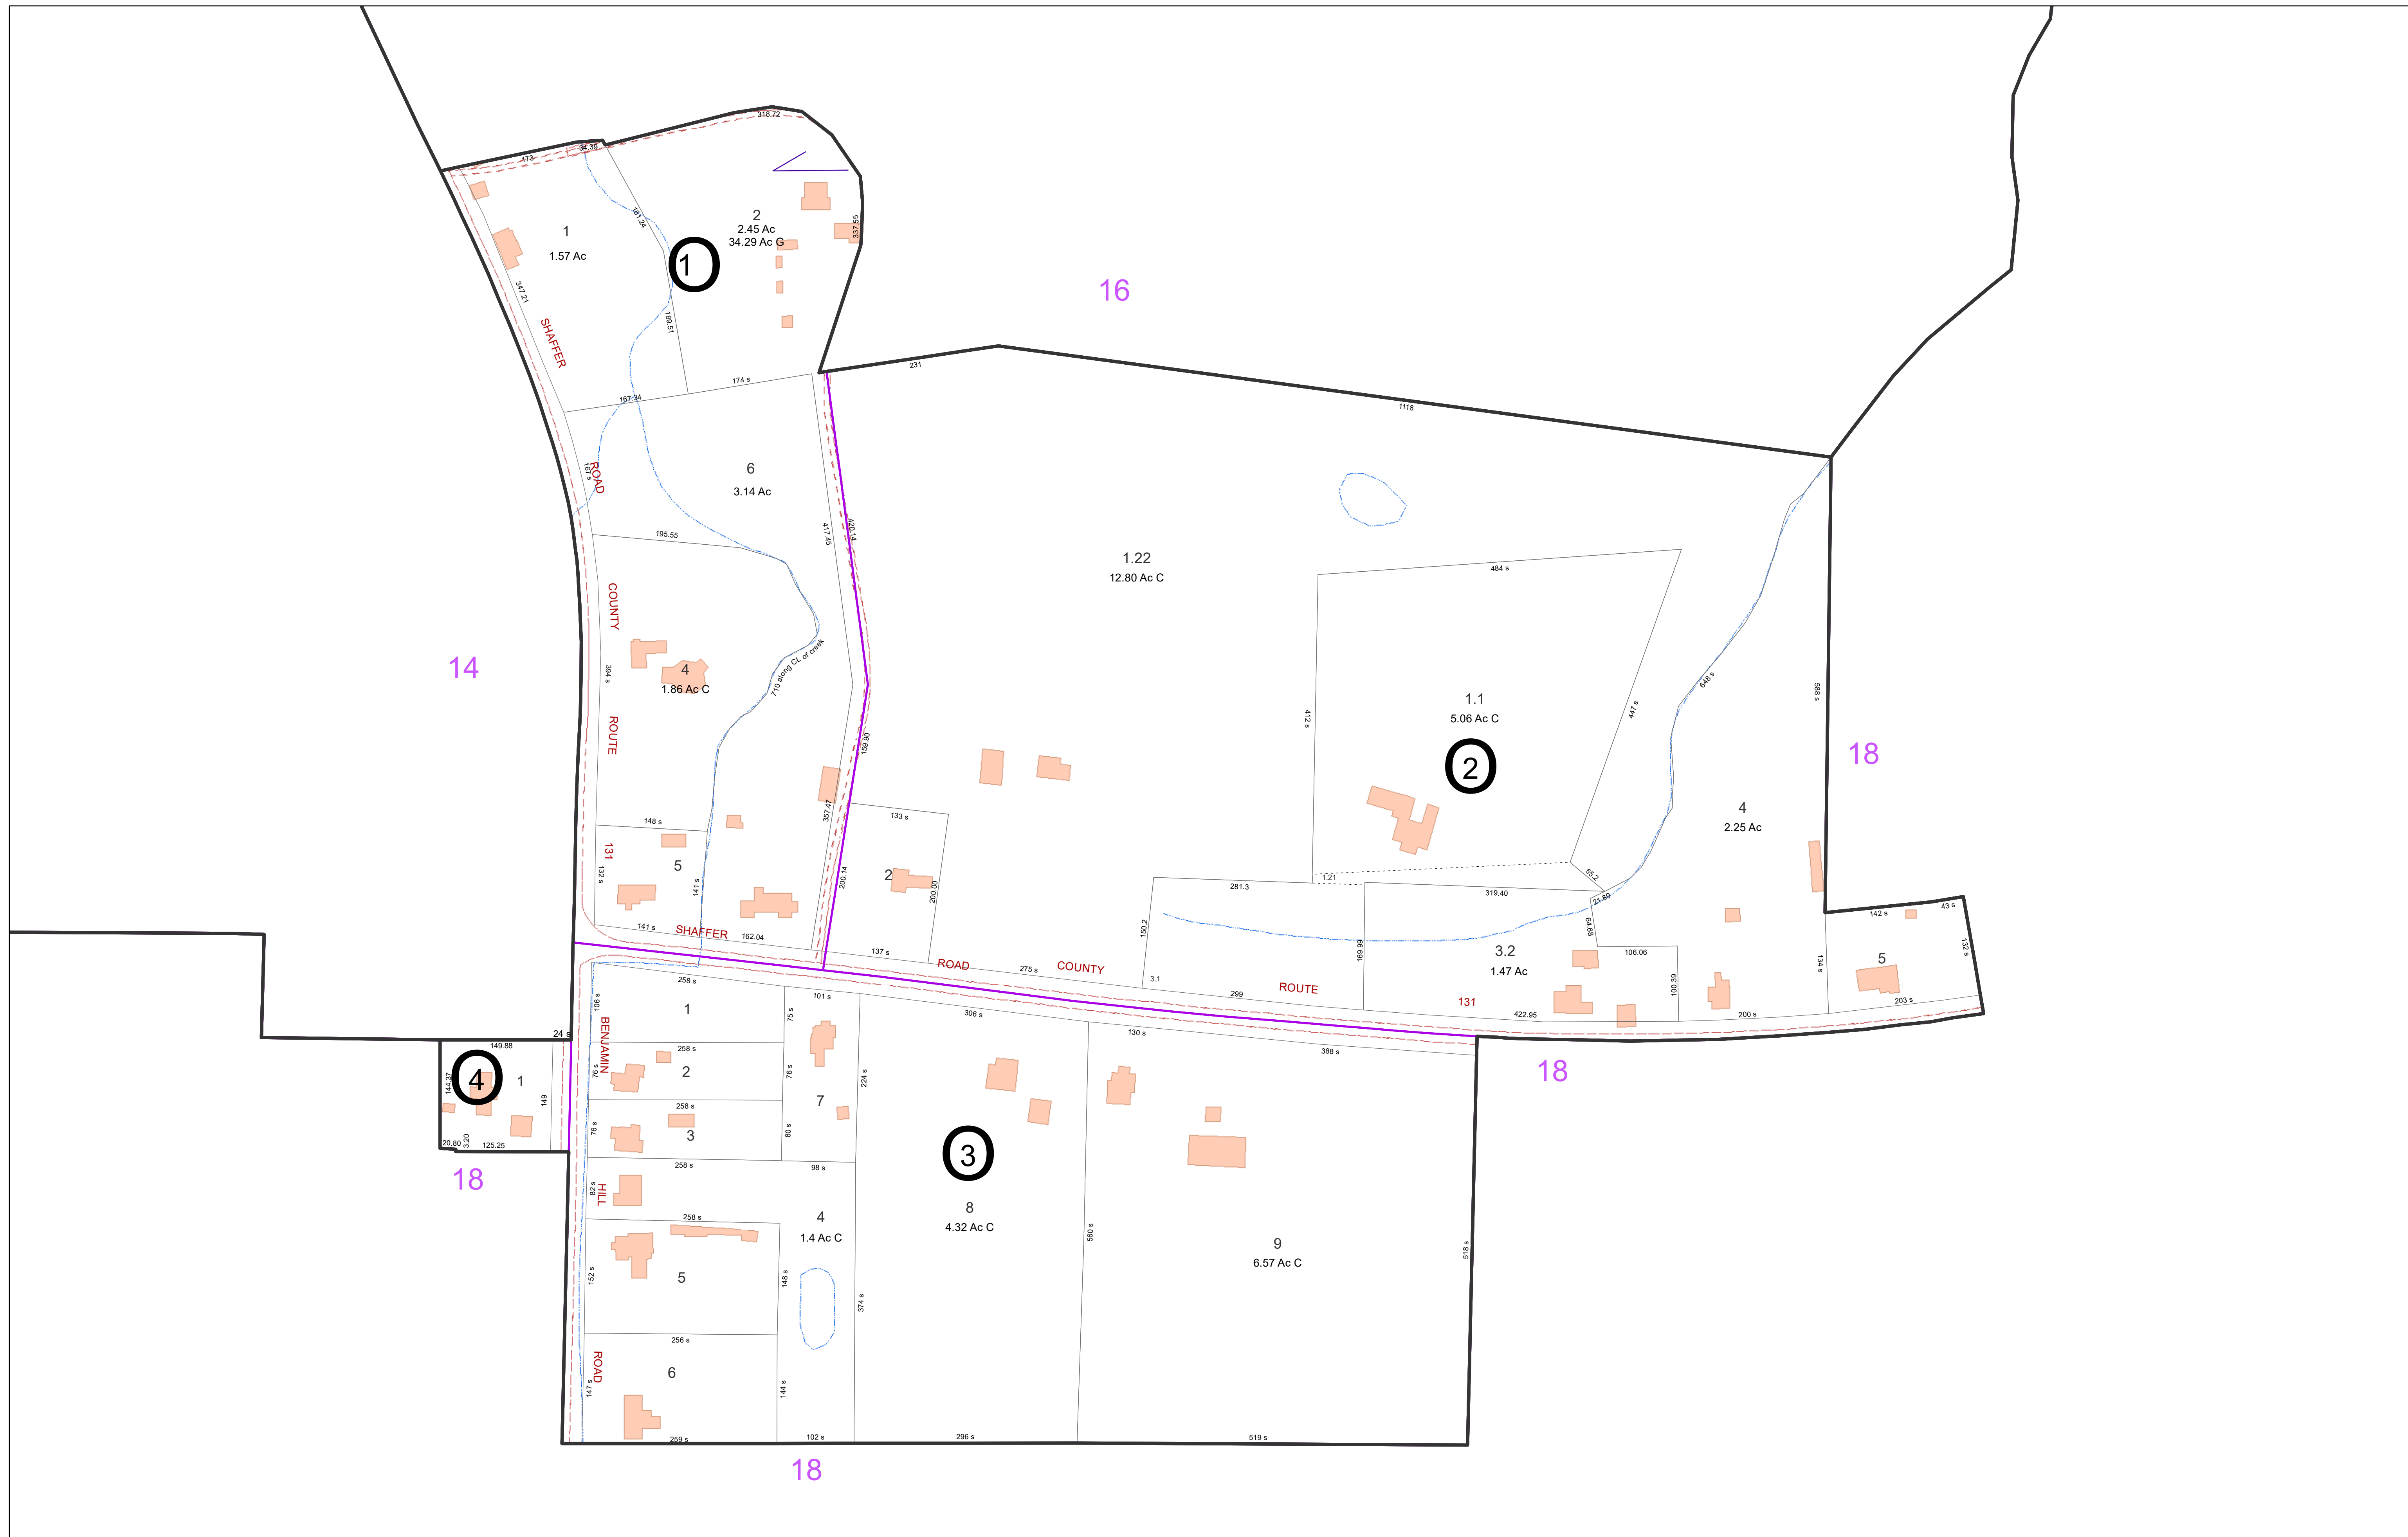 318.72
34.39
173
161.24
2
2.45 Ac
34.29 Ac G
337.55
1
1.57 Ac
1
347.21
189.51
SHAFFER
16
231
174 s
167.34
1118
ROAD
167 s
6
3.14 Ac
195.55
417.45
420.14
1.22
12.80 Ac C
484 s
COUNTY
14
394 s
4
1.86 Ac C
710 along CL of creek
ROUTE
159.90
412 s
1.1
5.06 Ac C
447 s
648 s
588 s
2
18
4
2.25 Ac
148 s
131
132 s
5
141 s
357.47
133 s
2
200.14
200.00
281.3
1.21
319.40
55.2
21.89
150.2
169.99
64.68
3.2
1.47 Ac
106.06
100.39
142 s
43 s
132 s
134 s
5
203 s
200 s
141 s
SHAFFER
162.04
137 s
ROAD
275 s
COUNTY
3.1
299
ROUTE
131
422.95
18
24 s
149.88
4
144.37
1
149
20.80
3.20
125.25
18
258 s
106 s
1
BENJAMIN
101 s
75 s
306 s
130 s
388 s
258 s
76 s
2
76 s
224 s
258 s
76 s
3
7
80 s
3
258 s
98 s
82 s
HILL
258 s
4
1.4 Ac C
8
4.32 Ac C
560 s
9
6.57 Ac C
518 s
152 s
5
148 s
374 s
256 s
ROAD
6
147 s
144 s
259 s
102 s
296 s
519 s
18